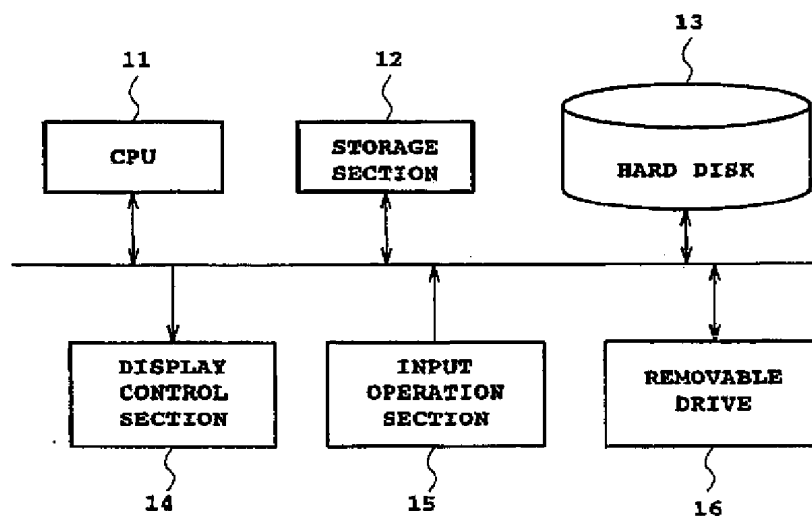 11
12
13
CPU
STORAGE
SECTION
HARD DISK
DISPLAY
CONTROL
SECTION
INPUT
OPERATION
SECTION
REMOVABLE
DRIVE
14
15
16